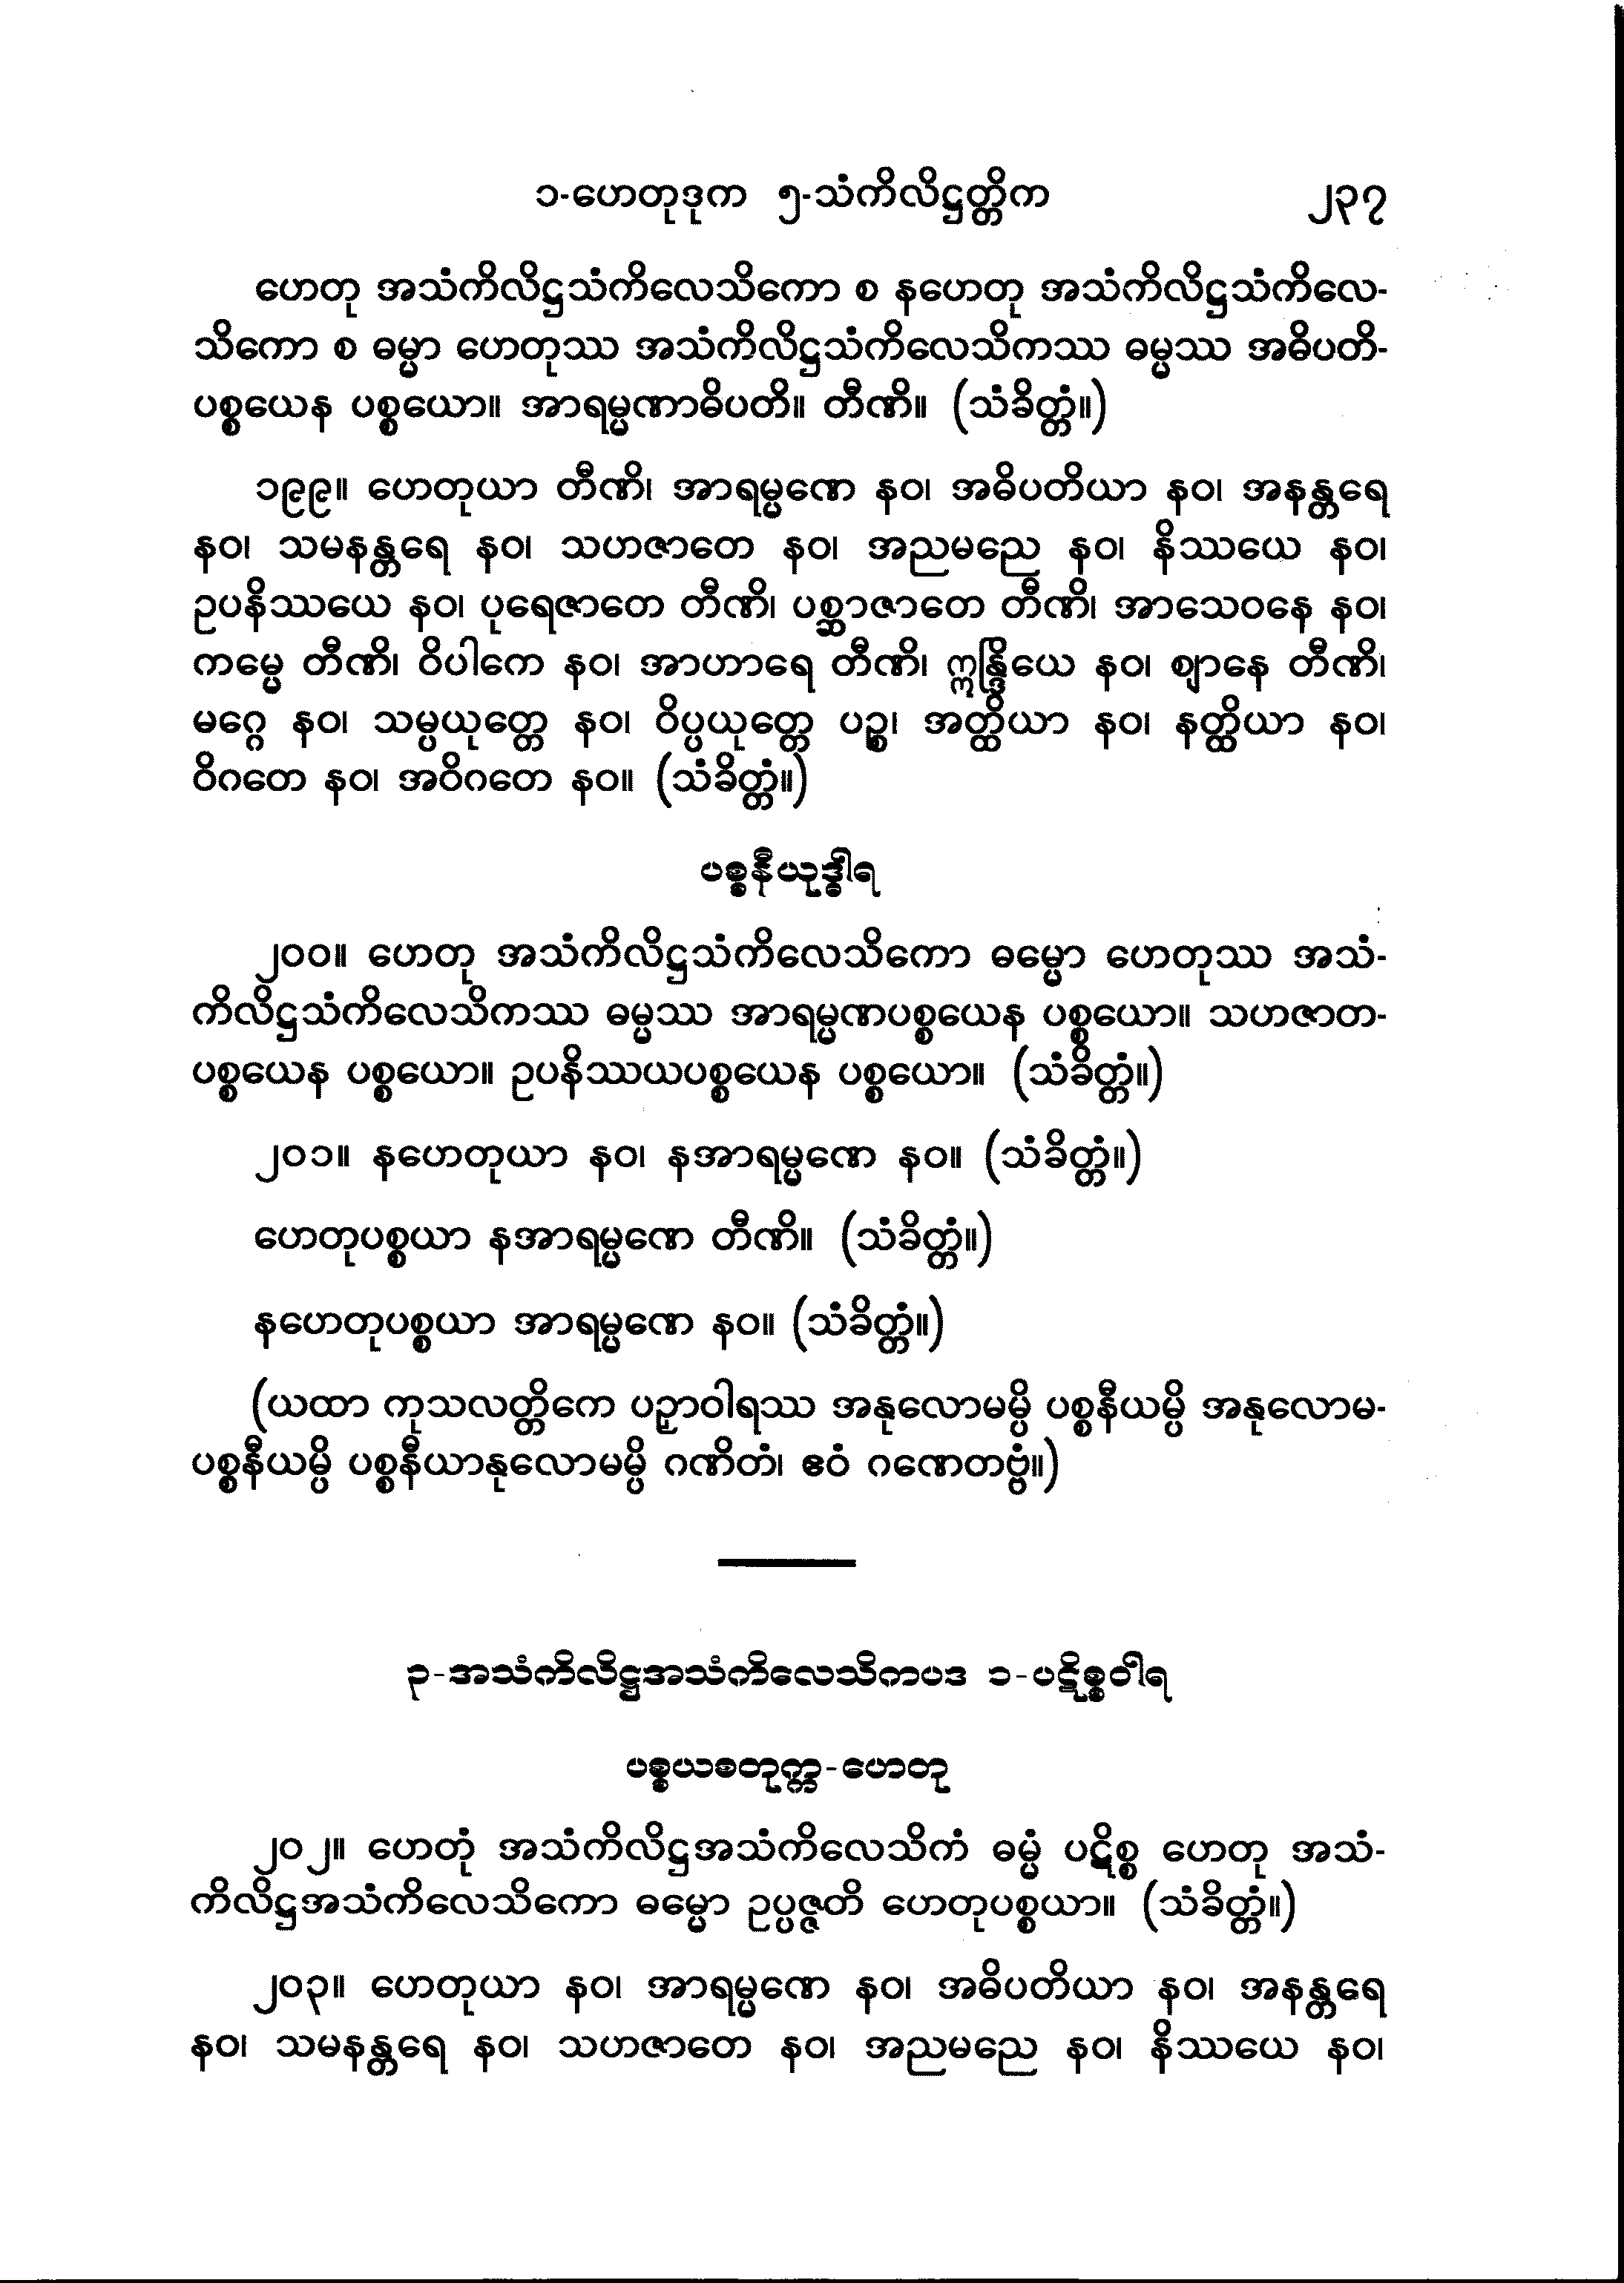 ၁-ဟေတုဒုက ၅-သံကိလိဋ္ဌတ္တိက ၂၃၇
ဟေတု အသံကိလိဋ္ဌသံကိလေသိကော စ နဟေတု အသံကိလိဋ္ဌသံကိလေ-
သိကော စ ဓမ္မာ ဟေတုဿ အသံကိလိဋ္ဌသံကိလေသိကဿ ဓမ္မဿ အဓိပတိ-
ပစ္စယေန ပစ္စယော။ အာရမ္မဏာဓိပတိ။ တီဏိ။ (သံခိတ္တံ။)
၁၉၉။ ဟေတုယာ တီဏိ၊ အာရမ္မဏေ နဝ၊ အဓိပတိယာ နဝ၊ အနန္တရေ
နဝ၊ သမနန္တရေ နဝ၊ သဟဇာတေ နဝ၊ အညမညေ နဝ၊ နိဿယေ နဝ၊
ဥပနိဿယေ နဝ၊ ပုရေဇာတေ တီဏိ၊ ပစ္ဆာဇာတေ တီဏိ၊ အာသေဝနေ နဝ၊
ကမ္မေ တီဏိ၊ ဝိပါကေ နဝ၊ အာဟာရေ တီဏိ၊ ဣန္ဒြိယေ နဝ၊ ဈာနေ တီဏိ၊
မဂ္ဂေ နဝ၊ သမ္ပယုတ္တေ နဝ၊ ဝိပ္ပယုတ္တေ ပဉ္စ၊ အတ္ထိယာ နဝ၊ နတ္ထိယာ နဝ၊
ဝိဂတေ နဝ၊ အဝိဂတေ နဝ။ (သံခိတ္တံ။)
ပစ္စနီယုဒ္ဓါရ
၂၀၀။ ဟေတု အသံကိလိဋ္ဌသံကိလေသိကော ဓမ္မော ဟေတုဿ အသံ-
ကိလိဋ္ဌသံကိလေသိကဿ ဓမ္မဿ အာရမ္မဏပစ္စယေန ပစ္စယော။ သဟဇာတ-
ပစ္စယေန ပစ္စယော။ ဥပနိဿယပစ္စယေန ပစ္စယော။ (သံခိတ္တံ။)
၂၀၁။ နဟေတုယာ နဝ၊ နအာရမ္မဏေ နဝ။ (သံခိတ္တံ။)
ဟေတုပစ္စယာ နအာရမ္မဏေ တီဏိ။ (သံခိတ္တံ။)
နဟေတုပစ္စယာ အာရမ္မဏေ နဝ။ (သံခိတ္တံ။)
(ယထာ ကုသလတ္တိကေ ပဉှာဝါရဿ အနုလောမမ္ပိ ပစ္စနီယမ္ပိ အနုလောမ-
ပစ္စနီယမ္ပိ ပစ္စနီယာနုလောမမ္ပိ ဂဏိတံ၊ ဧဝံ ဂဏေတဗ္ဗံ။)
၃-အသံကိလိဋ္ဌအသံကိလေသိကပဒ ၁-ပဋိစ္စဝါရ
ပစ္စယစတုက္က-ဟေတု
၂၀၂။ ဟေတုံ အသံကိလိဋ္ဌအသံကိလေသိကံ ဓမ္မံ ပဋိစ္စ ဟေတု အသံ-
ကိလိဋ္ဌအသံကိလေသိကော ဓမ္မော ဥပ္ပဇ္ဇတိ ဟေတုပစ္စယာ။ (သံခိတ္တံ။)
၂၀၃။ ဟေတုယာ နဝ၊ အာရမ္မဏေ နဝ၊ အဓိပတိယာ နဝ၊ အနန္တရေ
နဝ၊ သမနန္တရေ နဝ၊ သဟဇာတေ နဝ၊ အညမညေ နဝ၊ နိဿယေ နဝ၊